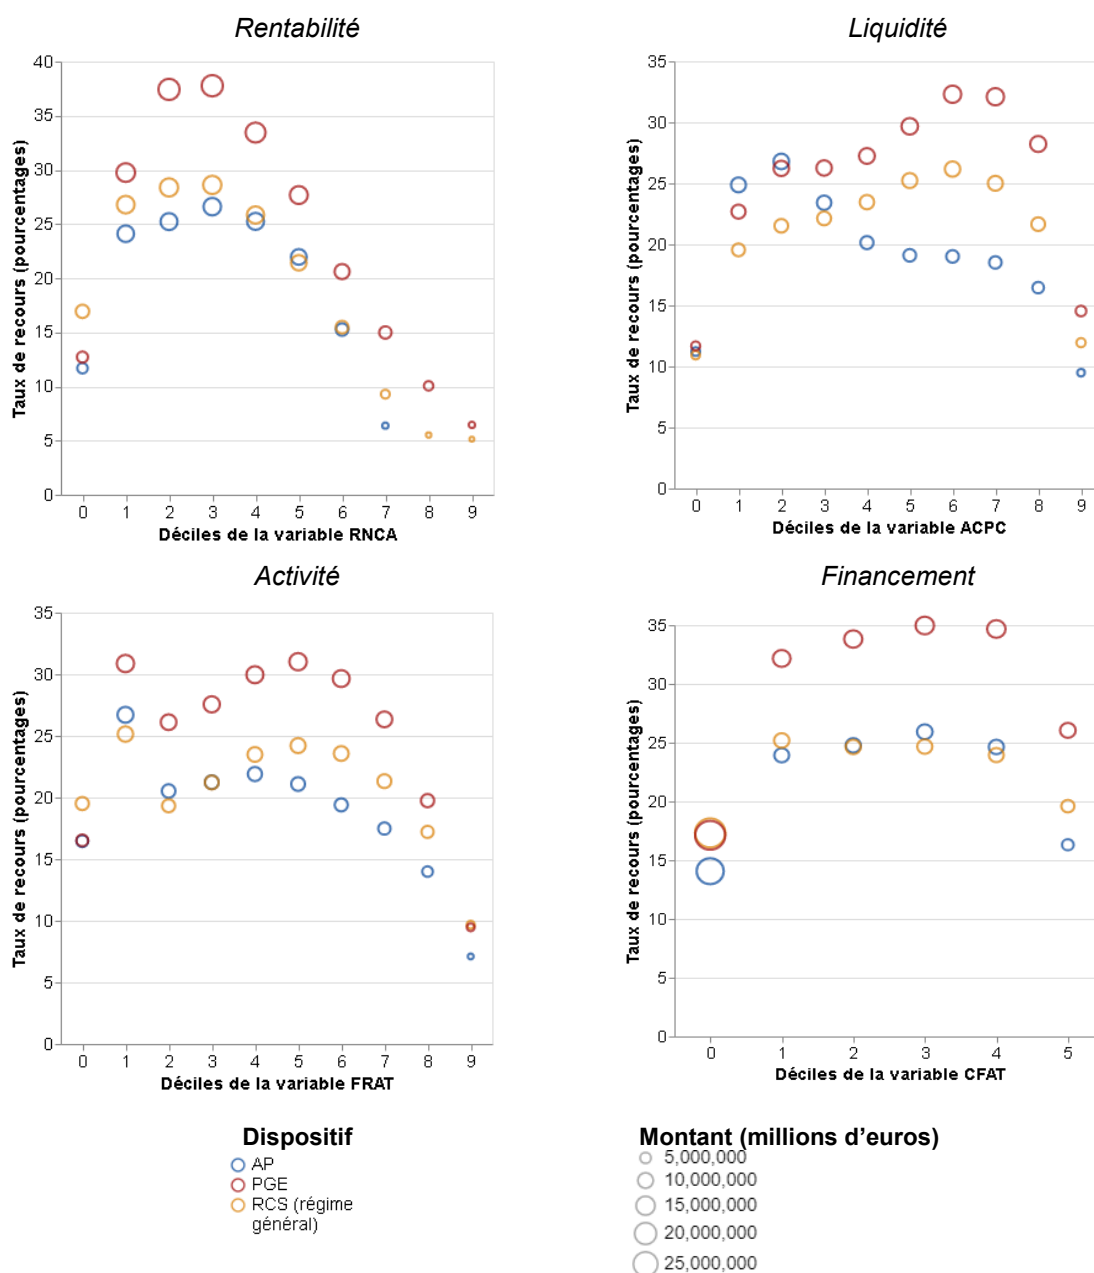 Rentabilité
40
35
30
25
20
15
10
5
0
Taux de recours (pourcentages)
0 1 2 3 4 5 6 7 8 9
Déciles de la variable RNCA
Liquidité
35
30
25
20
15
10
5
0
Taux de recours (pourcentages)
0 1 2 3 4 5 6 7 8 9
Déciles de la variable ACPC
Activité
35
30
25
20
15
10
5
0
Taux de recours (pourcentages)
0 1 2 3 4 5 6 7 8 9
Déciles de la variable FRAT
Financement
35
30
25
20
15
10
5
0
Taux de recours (pourcentages)
0 1 2 3 4 5
Déciles de la variable CFAT
Dispositif
AP
PGE
RCS (régime
général)
Montant (millions d’euros)
5,000,000
10,000,000
15,000,000
20,000,000
25,000,000